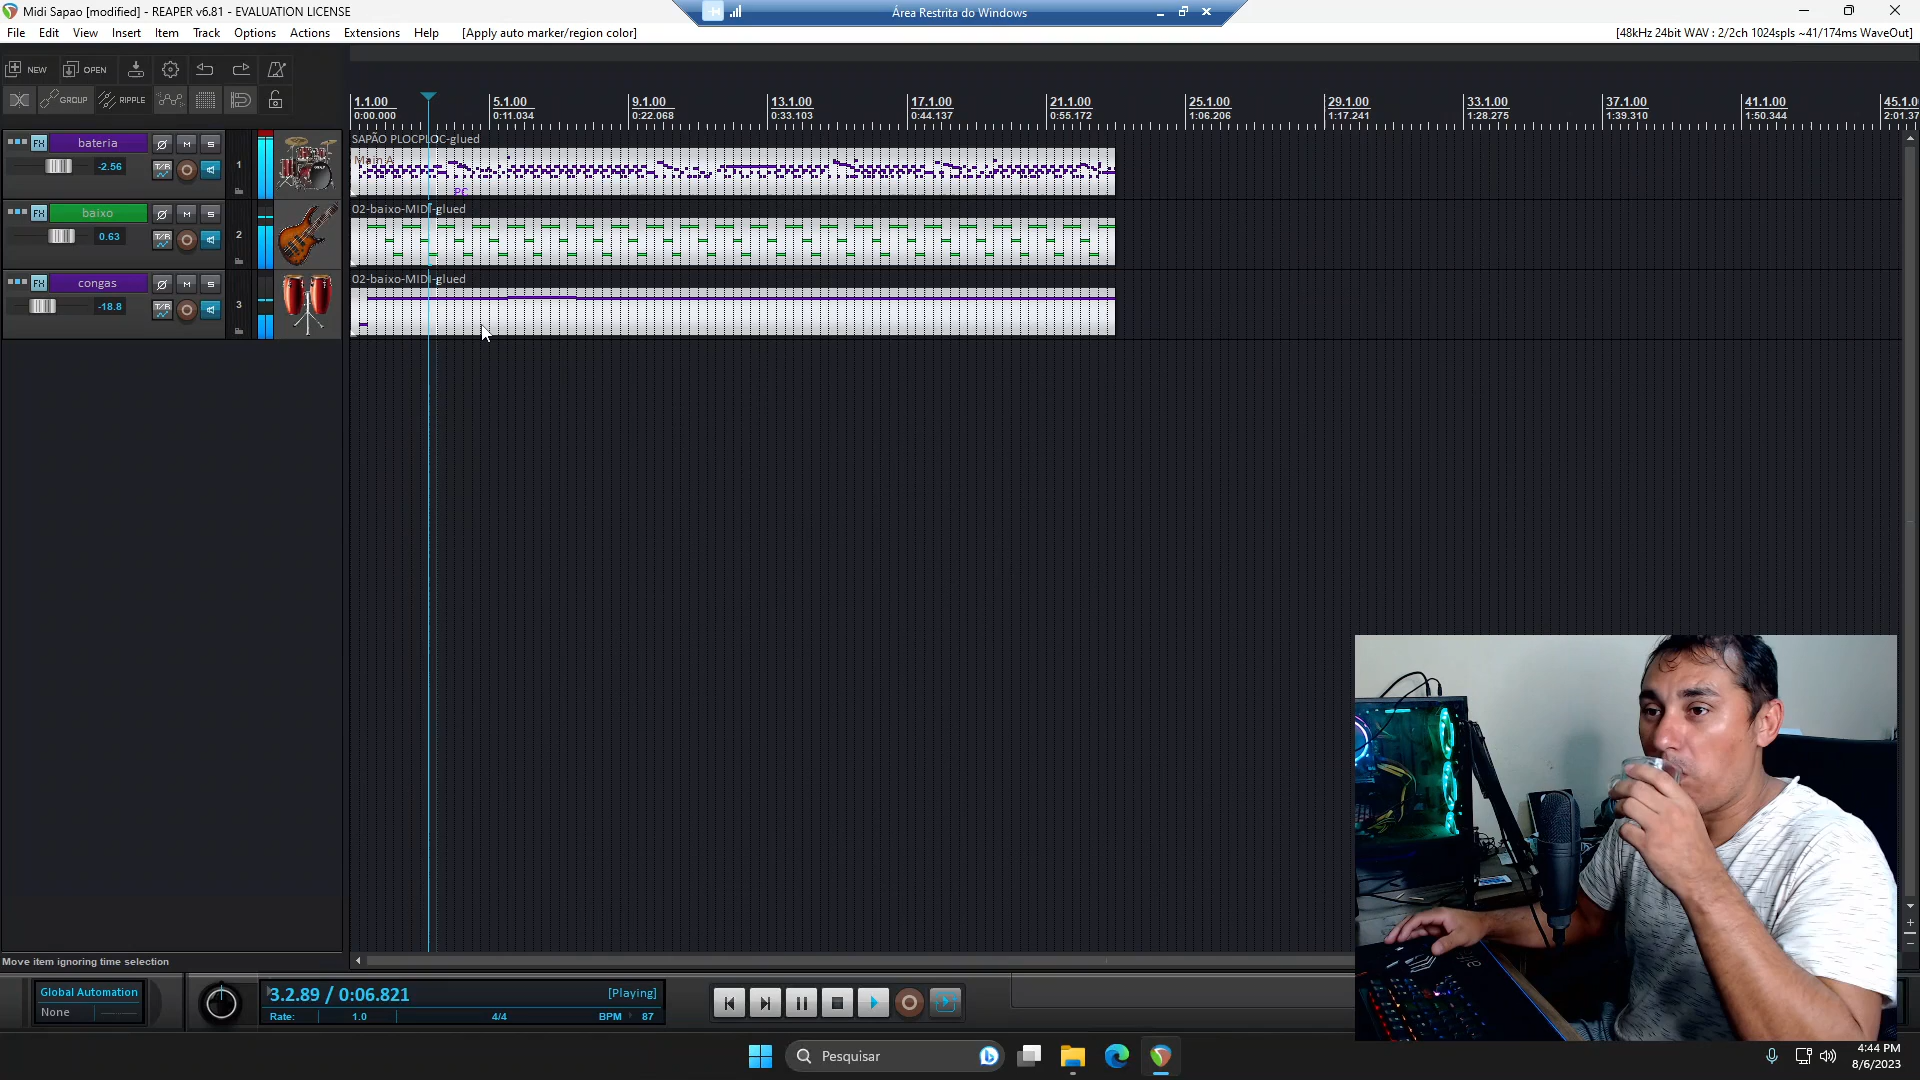 Midi Sapao [modified] - REAPER v6.81 - EVALUATION LICENSE
Área Restrita do Windows
File Edit View Insert Item Track Options Actions Extensions Help [Apply auto marker/region color]
[48kHz 24bit WAV : 2/2ch 1024spls ~41/174ms WaveOut]
NEW OPEN
GROUP RIPPLE
1.1.00 5.1.00 9.1.00 13.1.00 17.1.00 21.1.00 25.1.00 29.1.00 33.1.00 37.1.00 41.1.00 45.1.0
0:00.000 0:11.034 0:22.068 0:33.103 0:44.137 0:55.172 1:06.206 1:17.241 1:28.275 1:39.310 1:50.344 2:01.37
SAPÃO PLOCPLOC-glued
FX bateria M S
Main A
-2.56 T/R 1
PC
02-baixo-MIDI-glued
FX baixo M S
0.63 T/R 2
02-baixo-MIDI-glued
FX congas M S
-18.8 T/R 3
Move item ignoring time selection
Global Automation
None
3.2.89 / 0:06.821 [Playing]
Rate: 1.0 4/4 BPM 87
Pesquisar
4:44 PM
8/6/2023